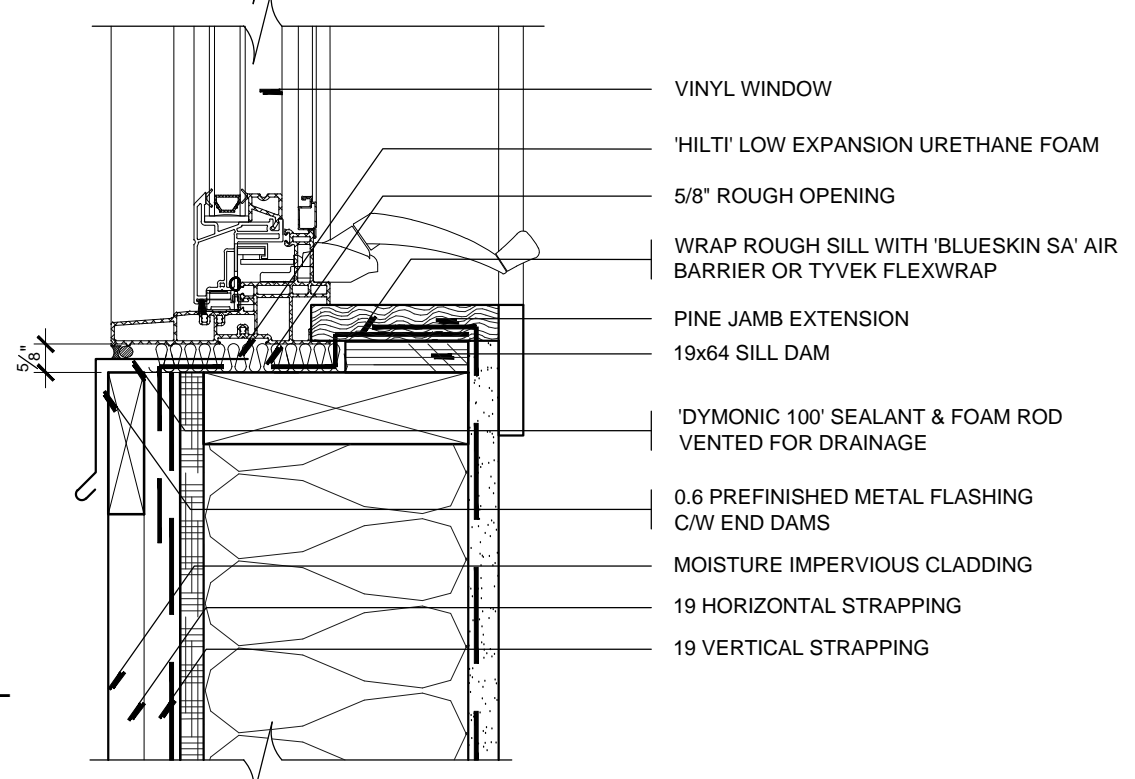 VINYL WINDOW
'HILTI' LOW EXPANSION URETHANE FOAM
5/8" ROUGH OPENING
WRAP ROUGH SILL WITH 'BLUESKIN SA' AIR
BARRIER OR TYVEK FLEXWRAP
PINE JAMB EXTENSION
19x64 SILL DAM
5/8"
'DYMONIC 100' SEALANT & FOAM ROD
VENTED FOR DRAINAGE
0.6 PREFINISHED METAL FLASHING
C/W END DAMS
MOISTURE IMPERVIOUS CLADDING
19 HORIZONTAL STRAPPING
19 VERTICAL STRAPPING